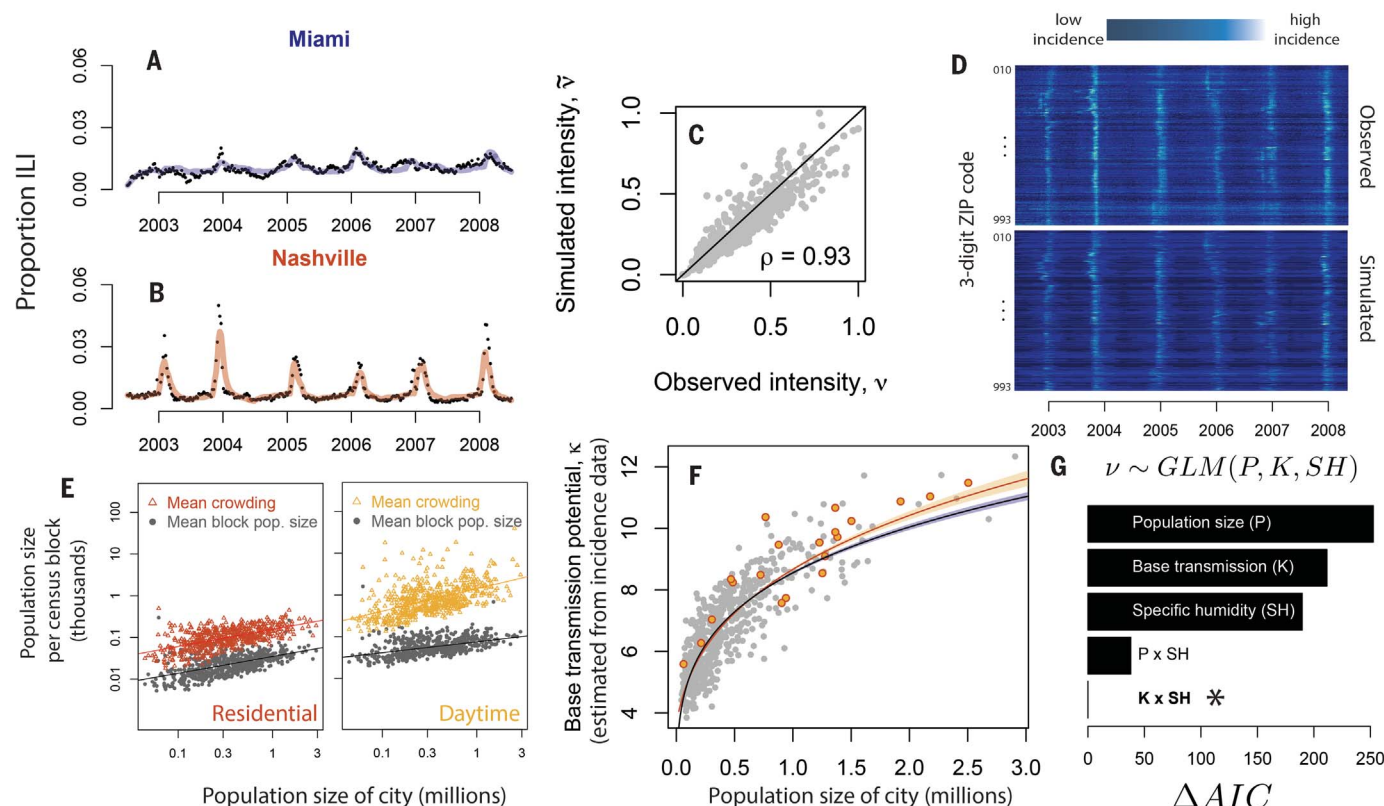 Miami
A
Proportion ILI
0.06
0.03
0.00
2003 2004 2005 2006 2007 2008
Nashville
B
0.06
0.03
0.00
2003 2004 2005 2006 2007 2008
C
Simulated intensity, ν̃
1.0
0.5
0.0
ρ = 0.93
0.0 0.5 1.0
Observed intensity, ν
low
incidence
high
incidence
D
3-digit ZIP code
010
993
Observed
010
993
Simulated
2003 2004 2005 2006 2007 2008
E
Population size
per census block
(thousands)
100
10
1
0.1
0.01
Mean crowding
Mean block pop. size
Residential
0.1 0.3 1 3
Mean crowding
Mean block pop. size
Daytime
0.1 0.3 1 3
Population size of city (millions)
F
Base transmission potential, κ
(estimated from incidence data)
12
10
8
6
4
0.0 0.5 1.0 1.5 2.0 2.5 3.0
Population size of city (millions)
G
ν ∼ GLM(P, K, SH)
Population size (P)
Base transmission (K)
Specific humidity (SH)
P x SH
K x SH *
0 50 100 150 200 250
ΔAIC